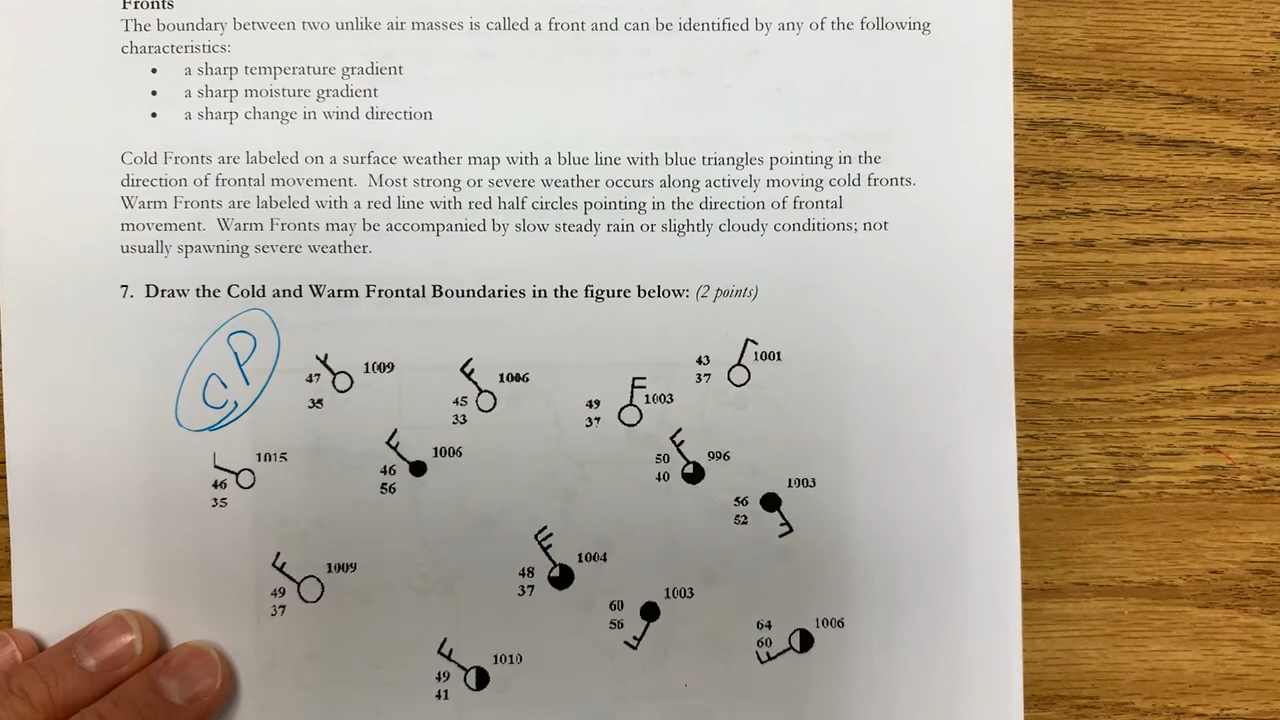 Fronts
The boundary between two unlike air masses is called a front and can be identified by any of the following
characteristics:
• a sharp temperature gradient
• a sharp moisture gradient
• a sharp change in wind direction
Cold Fronts are labeled on a surface weather map with a blue line with blue triangles pointing in the
direction of frontal movement. Most strong or severe weather occurs along actively moving cold fronts.
Warm Fronts are labeled with a red line with red half circles pointing in the direction of frontal
movement. Warm Fronts may be accompanied by slow steady rain or slightly cloudy conditions; not
usually spawning severe weather.
7. Draw the Cold and Warm Frontal Boundaries in the figure below: (2 points)
CP
47 1009
35
45 1006
33
49 1003
37
43 1001
37
46 1015
35
46 1006
56
50 996
40
56 1003
52
49 1009
37
48 1004
37
60 1003
56
64 1006
60
49 1010
41